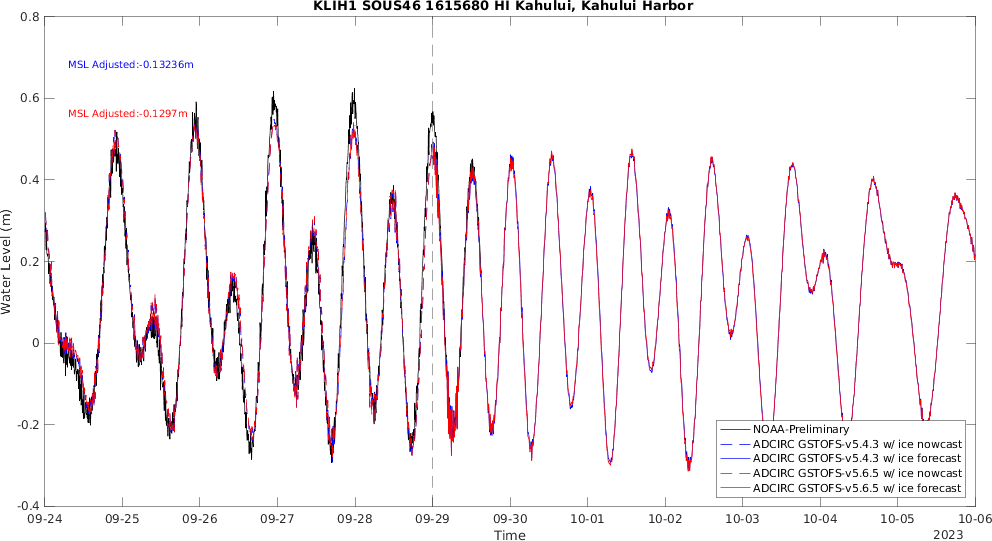 KLIH1 SOUS46 1615680 HI Kahului, Kahului Harbor
0.8
0.6
0.4
0.2
0
-0.2
-0.4
Water Level (m)
MSL Adjusted:-0.13236m
MSL Adjusted:-0.1297m
NOAA-Preliminary
ADCIRC GSTOFS-v5.4.3 w/ ice nowcast
ADCIRC GSTOFS-v5.4.3 w/ ice forecast
ADCIRC GSTOFS-v5.6.5 w/ ice nowcast
ADCIRC GSTOFS-v5.6.5 w/ ice forecast
09-24 09-25 09-26 09-27 09-28 09-29 09-30 10-01 10-02 10-03 10-04 10-05 10-06
Time
2023